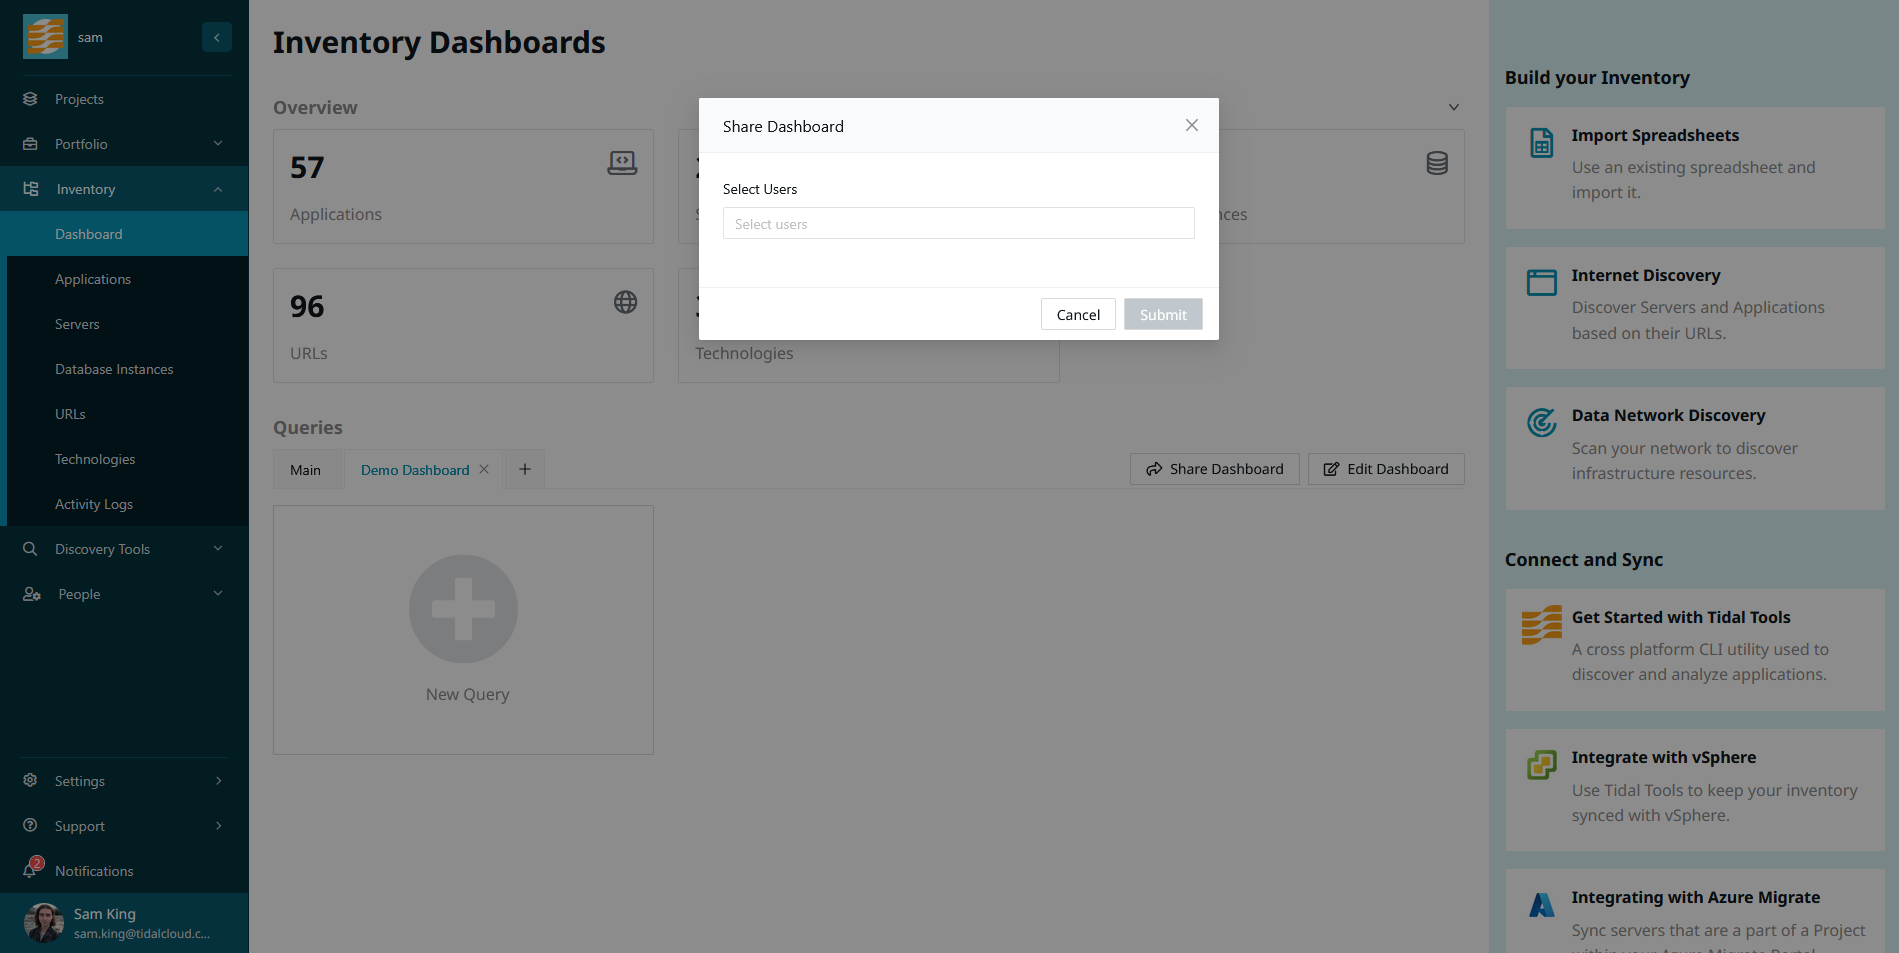 sam
Projects
Portfolio
Inventory
Dashboard
Applications
Servers
Database Instances
URLs
Technologies
Activity Logs
Discovery Tools
People
Settings
Support
2
Notifications
Sam King
sam.king@tidalcloud.c...
Inventory Dashboards
Overview
57
Applications
96
URLs
Technologies
Share Dashboard
Select Users
Select users
Cancel
Submit
Queries
Main
Demo Dashboard
Share Dashboard
Edit Dashboard
New Query
Build your Inventory
Import Spreadsheets
Use an existing spreadsheet and
import it.
Internet Discovery
Discover Servers and Applications
based on their URLs.
Data Network Discovery
Scan your network to discover
infrastructure resources.
Connect and Sync
Get Started with Tidal Tools
A cross platform CLI utility used to
discover and analyze applications.
Integrate with vSphere
Use Tidal Tools to keep your inventory
synced with vSphere.
Integrating with Azure Migrate
Sync servers that are a part of a Project